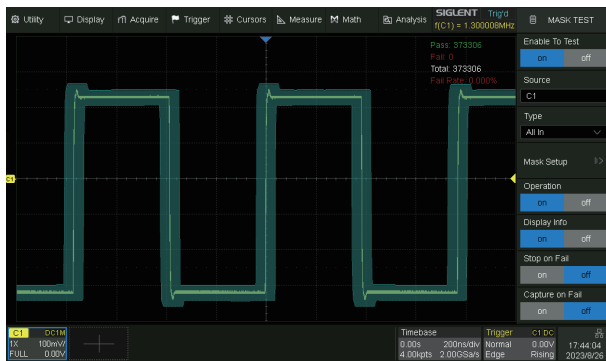 Utility Display Acquire Trigger Cursors Measure Math Analysis SIGLENT Trig'd MASK TEST
f(C1) = 1.300008MHz
Pass: 373306
Fail: 0
Total: 373306
Fail Rate: 0.000%
Enable To Test
on off
Source
C1
Type
All In
Mask Setup
Operation
on off
Display Info
on off
Stop on Fail
on off
Capture on Fail
on off
C1
C1 DC1M
1X 100mV/
FULL 0.00V
Timebase
0.00s 200ns/div
4.00kpts 2.00GSa/s
Trigger C1 DC
Normal 0.00V
Edge Rising
17:44:04
2023/8/26